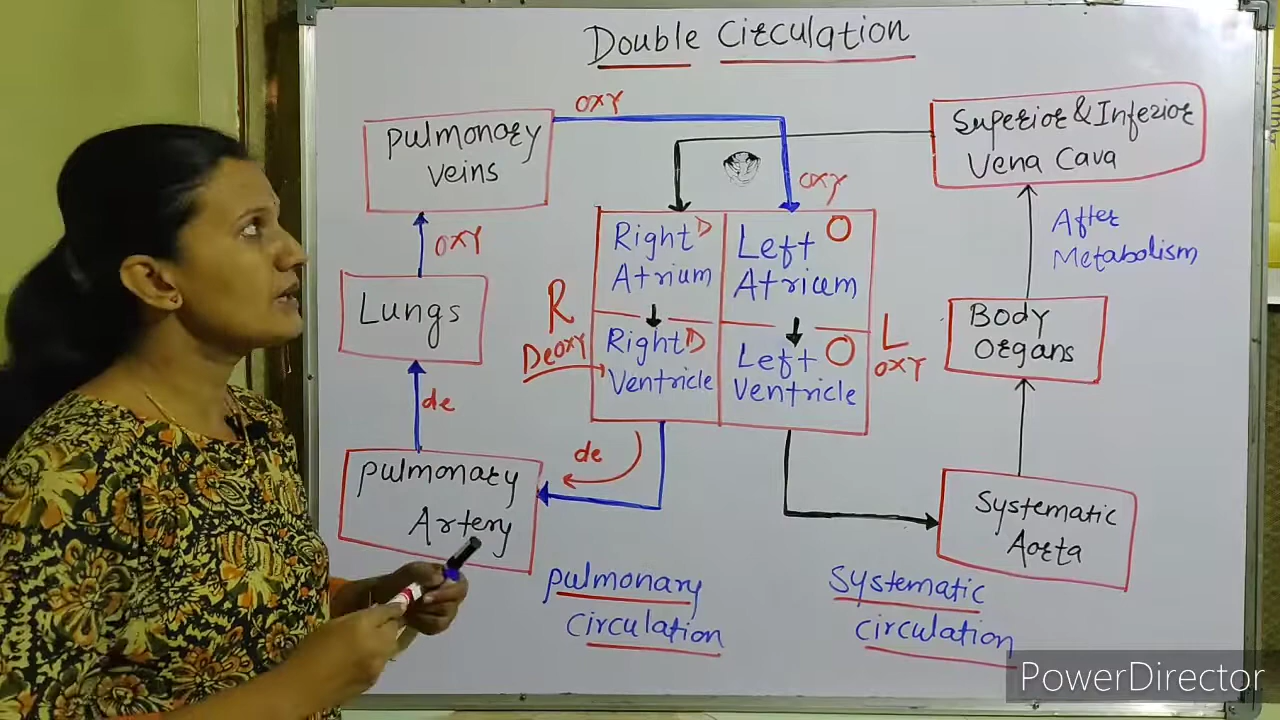 Double Circulation
Pulmonary
Veins
oxy
oxy
Superior & Inferior
Vena Cava
oxy
After
Metabolism
Lungs
Right D
Atrium
Left O
Atrium
R
Deoxy
Right D
Ventricle
Left O
Ventricle
L
oxy
Body
Organs
de
de
Pulmonary
Artery
Systematic
Aorta
Pulmonary
Circulation
Systematic
Circulation
PowerDirector